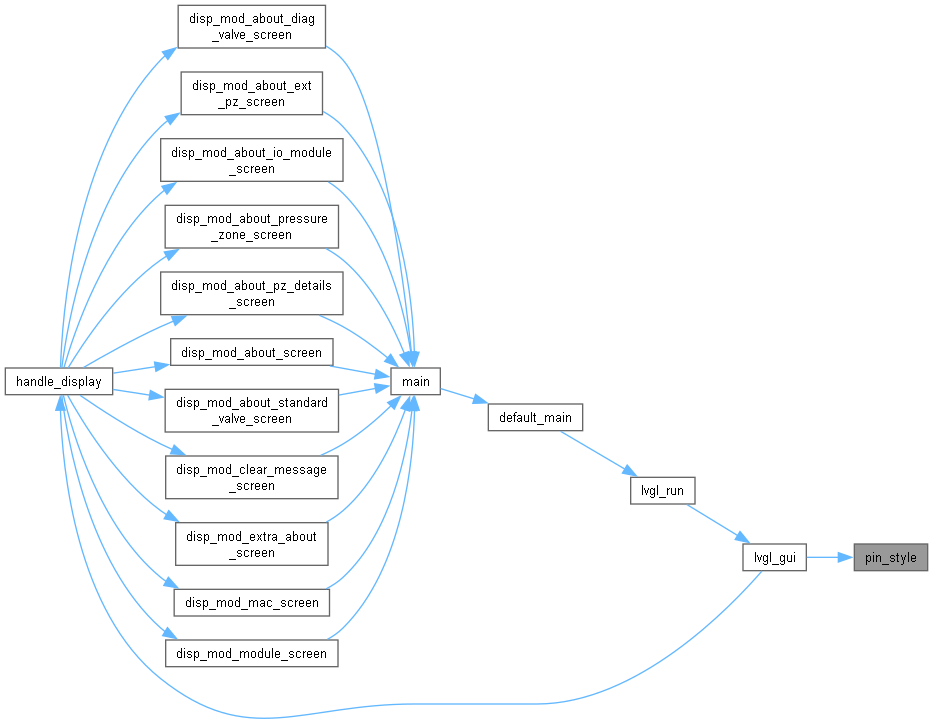 disp_mod_about_diag
_valve_screen
disp_mod_about_ext
_pz_screen
disp_mod_about_io_module
_screen
disp_mod_about_pressure
_zone_screen
disp_mod_about_pz_details
_screen
disp_mod_about_screen
handle_display
main
disp_mod_about_standard
_valve_screen
default_main
disp_mod_clear_message
_screen
lvgl_run
disp_mod_extra_about
_screen
lvgl_gui
pin_style
disp_mod_mac_screen
disp_mod_module_screen